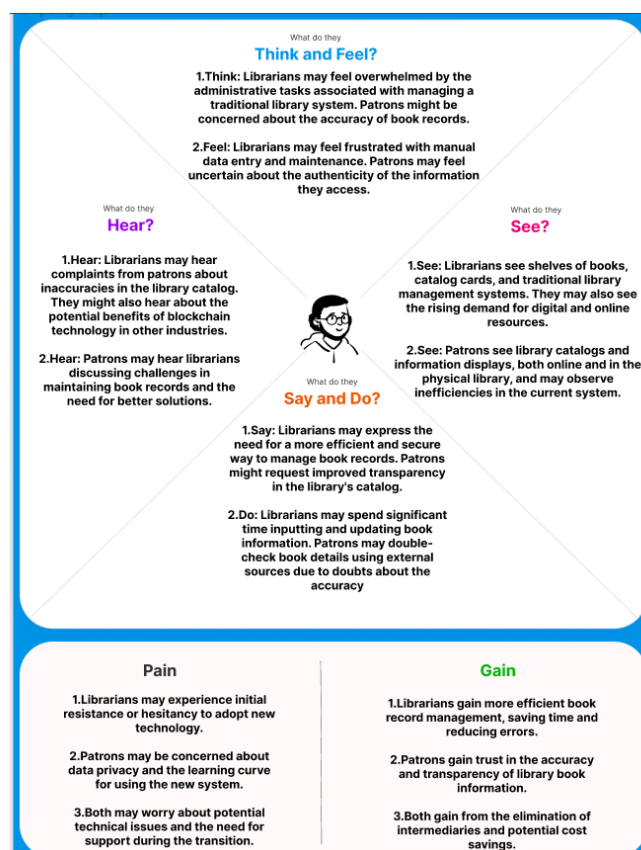 What do they
Think and Feel?
1.Think: Librarians may feel overwhelmed by the
administrative tasks associated with managing a
traditional library system. Patrons might be
concerned about the accuracy of book records.
2.Feel: Librarians may feel frustrated with manual
data entry and maintenance. Patrons may feel
uncertain about the authenticity of the information
they access.
What do they
Hear?
1.Hear: Librarians may hear
complaints from patrons about
inaccuracies in the library catalog.
They might also hear about the
potential benefits of blockchain
technology in other industries.
2.Hear: Patrons may hear librarians
discussing challenges in
maintaining book records and the
need for better solutions.
What do they
See?
1.See: Librarians see shelves of books,
catalog cards, and traditional library
management systems. They may also see
the rising demand for digital and online
resources.
2.See: Patrons see library catalogs and
information displays, both online and in the
physical library, and may observe
inefficiencies in the current system.
What do they
Say and Do?
1.Say: Librarians may express the
need for a more efficient and secure
way to manage book records. Patrons
might request improved transparency
in the library's catalog.
2.Do: Librarians may spend significant
time inputting and updating book
information. Patrons may double-
check book details using external
sources due to doubts about the
accuracy
Pain
1.Librarians may experience initial
resistance or hesitancy to adopt new
technology.
2.Patrons may be concerned about
data privacy and the learning curve
for using the new system.
3.Both may worry about potential
technical issues and the need for
support during the transition.
Gain
1.Librarians gain more efficient book
record management, saving time and
reducing errors.
2.Patrons gain trust in the accuracy
and transparency of library book
information.
3.Both gain from the elimination of
intermediaries and potential cost
savings.